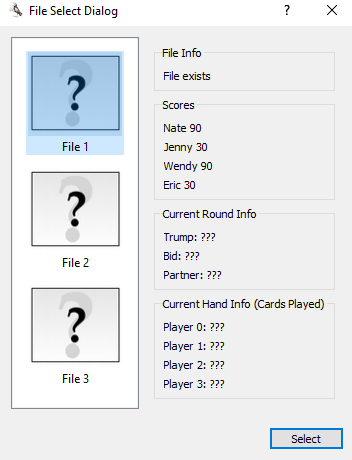 File Select Dialog
?
?
File 1
?
File 2
?
File 3
File Info
File exists
Scores
Nate 90
Jenny 30
Wendy 90
Eric 30
Current Round Info
Trump: ???
Bid: ???
Partner: ???
Current Hand Info (Cards Played)
Player 0: ???
Player 1: ???
Player 2: ???
Player 3: ???
Select